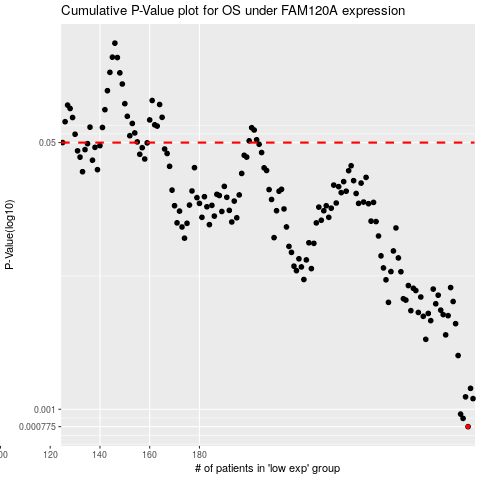 Cumulative P-Value plot for OS under FAM120A expression
P-Value(log10)
0.05
0.001
0.000775
00 120 140 160 180
# of patients in 'low exp' group